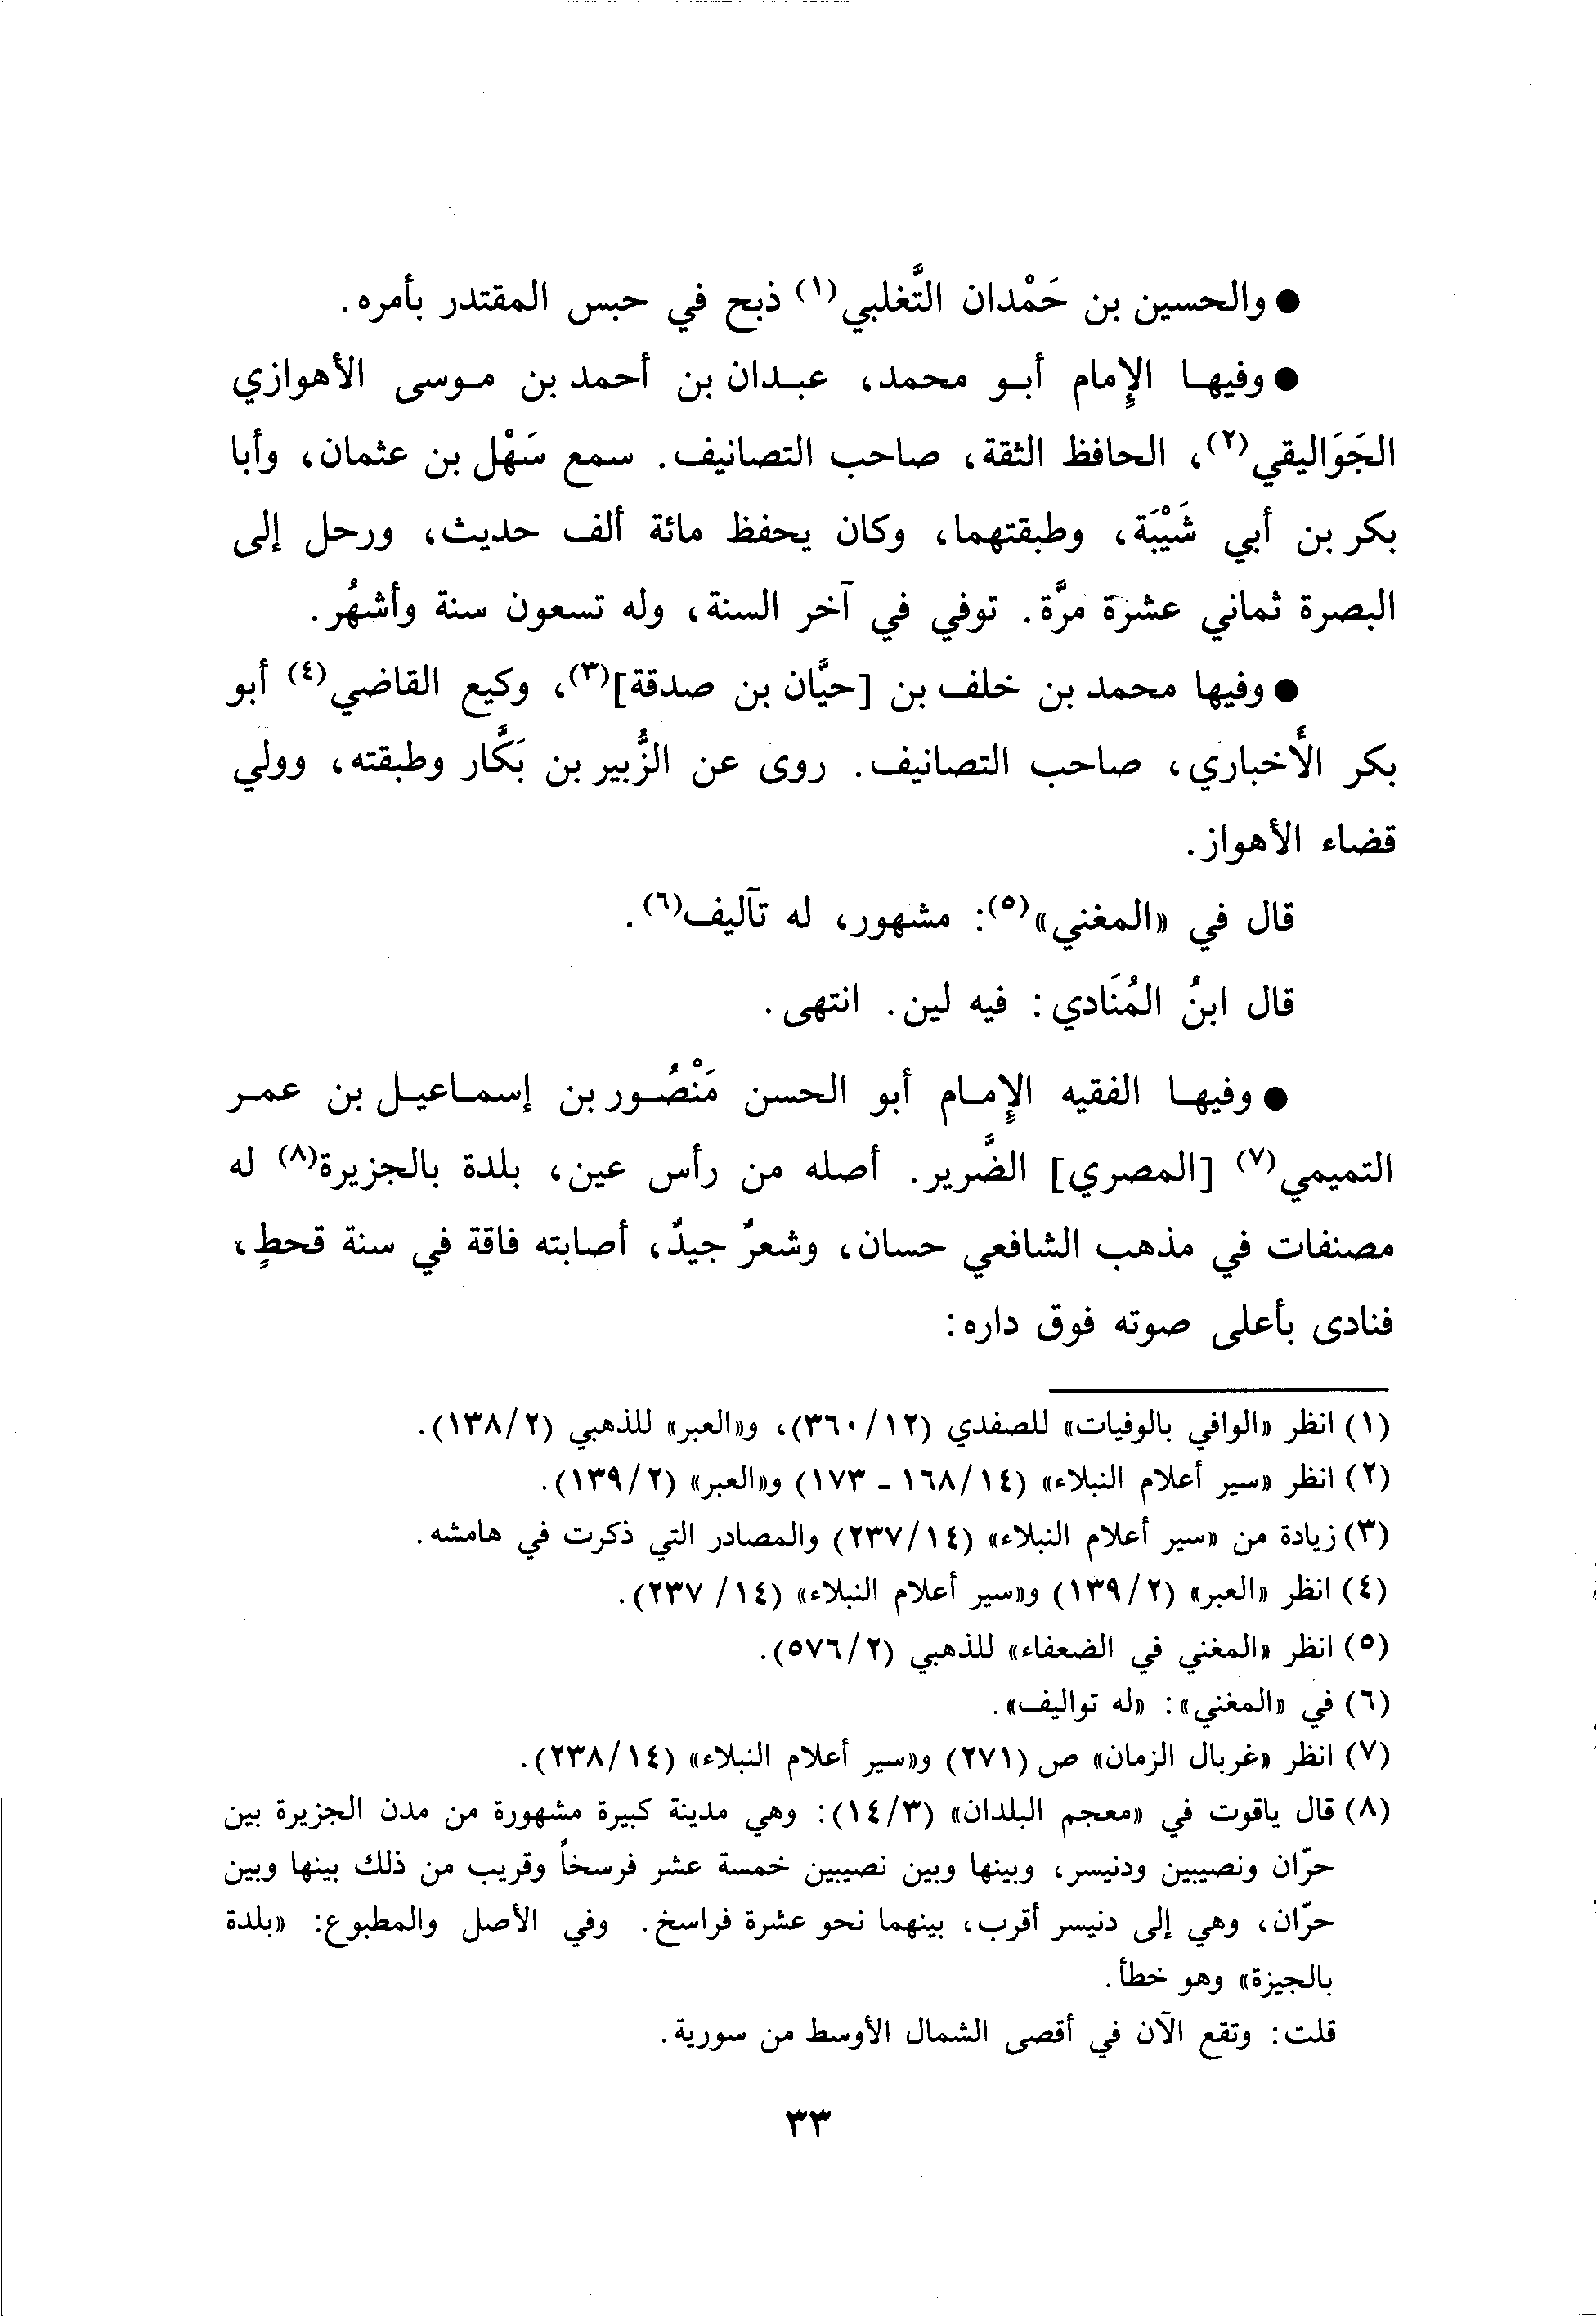 ● والحسين بن حَمْدان التَّغلبي(١) ذبح في حبس المقتدر بأمره.
● وفيها الإِمام أبو محمد، عبدان بن أحمد بن موسى الأهوازي
الجَوَاليقي(٢)، الحافظ الثقة، صاحب التصانيف. سمع سَهْل بن عثمان، وأبا
بكر بن أبي شَيْبَة، وطبقتهما، وكان يحفظ مائة ألف حديث، ورحل إلى
البصرة ثماني عشرة مرَّة. توفي في آخر السنة، وله تسعون سنة وأشهُر.
● وفيها محمد بن خلف بن [حيَّان بن صدقة](٣)، وكيع القاضي(٤) أبو
بكر الأَخباري، صاحب التصانيف. روى عن الزُّبير بن بَكَّار وطبقته، وولي
قضاء الأهواز.
قال في «المغني»(٥): مشهور، له تآليف(٦).
قال ابنُ المُنَادي: فيه لين. انتهى.
● وفيها الفقيه الإِمام أبو الحسن مَنْصُور بن إسماعيل بن عمر
التميمي(٧) [المصري] الضَّرير. أصله من رأس عين، بلدة بالجزيرة(٨) له
مصنفات في مذهب الشافعي حسان، وشعرٌ جيدٌ، أصابته فاقة في سنة قحطٍ،
فنادى بأعلى صوته فوق داره:
(١) انظر «الوافي بالوفيات» للصفدي (١٢/٣٦٠)، و«العبر» للذهبي (٢/١٣٨).
(٢) انظر «سير أعلام النبلاء» (١٤/١٦٨ - ١٧٣) و«العبر» (٢/١٣٩).
(٣) زيادة من «سير أعلام النبلاء» (١٤/٢٣٧) والمصادر التي ذكرت في هامشه.
(٤) انظر «العبر» (٢/١٣٩) و«سير أعلام النبلاء» (١٤/ ٢٣٧).
(٥) انظر «المغني في الضعفاء» للذهبي (٢/٥٧٦).
(٦) في «المغني»: «له تواليف».
(٧) انظر «غربال الزمان» ص (٢٧١) و«سير أعلام النبلاء» (١٤/٢٣٨).
(٨) قال ياقوت في «معجم البلدان» (٣/١٤): وهي مدينة كبيرة مشهورة من مدن الجزيرة بين
حرّان ونصيبين ودنيسر، وبينها وبين نصيبين خمسة عشر فرسخاً وقريب من ذلك بينها وبين
حرّان، وهي إلى دنيسر أقرب، بينهما نحو عشرة فراسخ. وفي الأصل والمطبوع: «بلدة
بالجيزة» وهو خطأ.
قلت: وتقع الآن في أقصى الشمال الأوسط من سورية.
٣٣